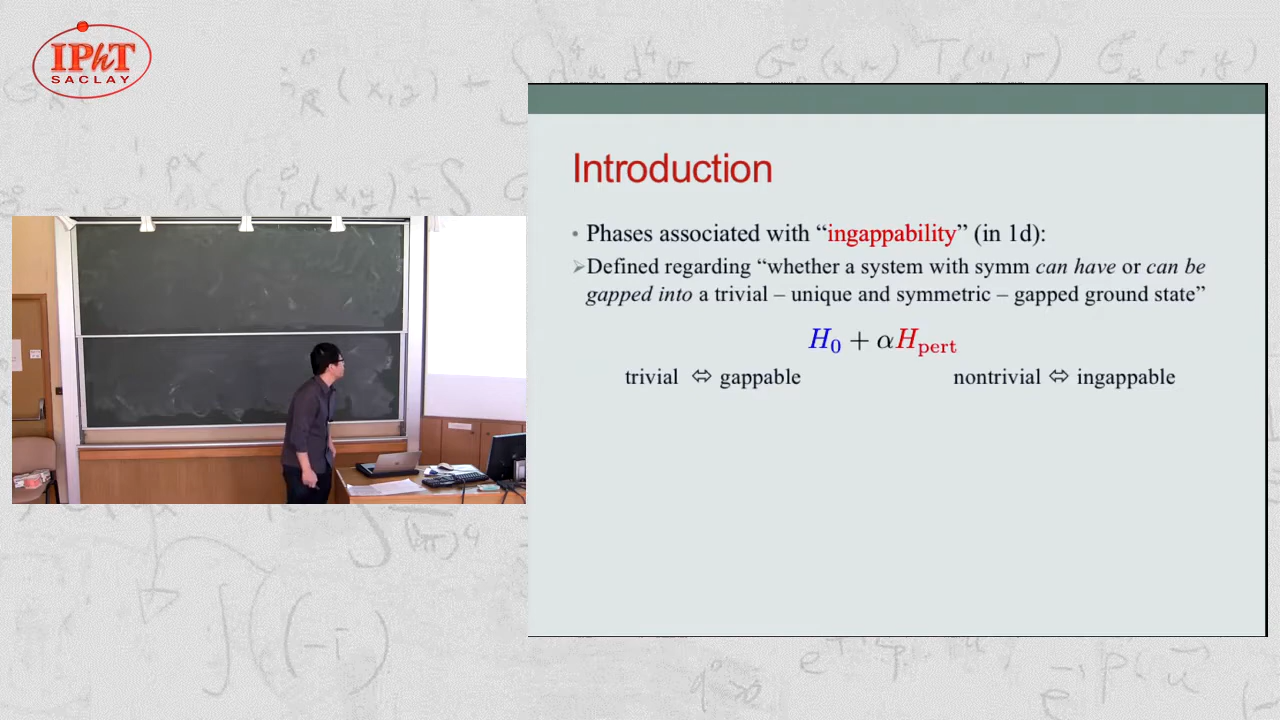 IPhT
SACLAY
Introduction
• Phases associated with “ingappability” (in 1d):
➢Defined regarding “whether a system with symm can have or can be
gapped into a trivial – unique and symmetric – gapped ground state”
H₀ + αH_pert
trivial ⇔ gappable
nontrivial ⇔ ingappable